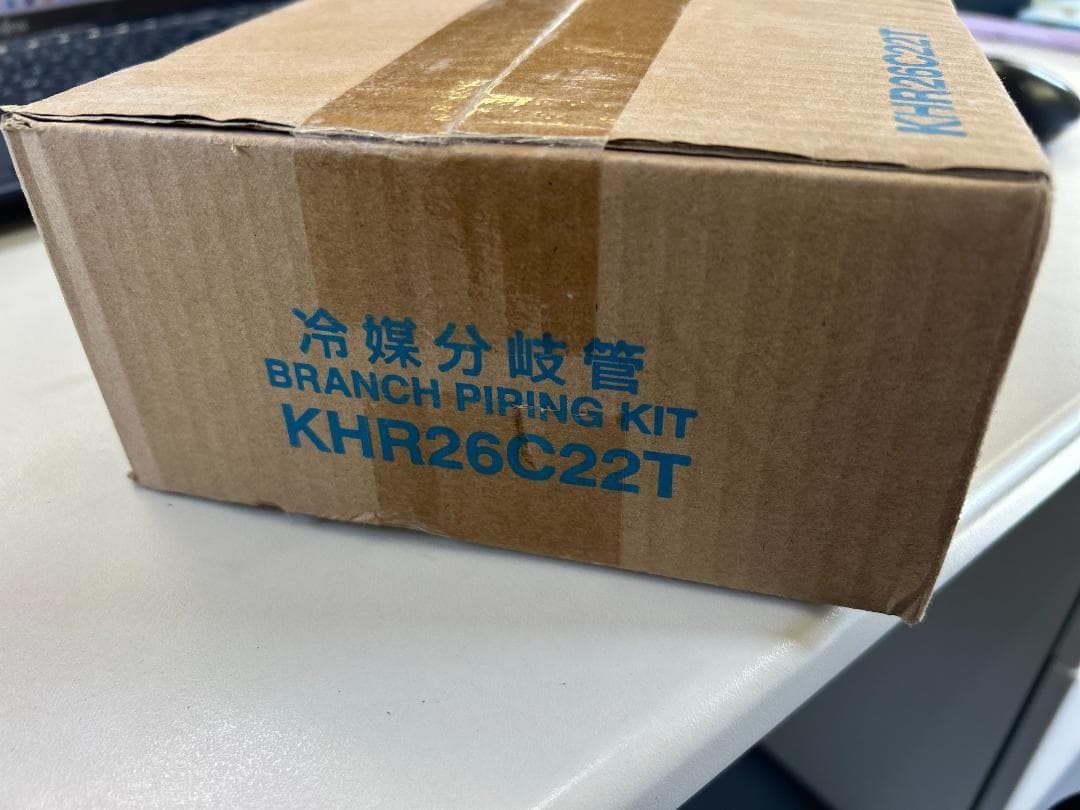 KHR26C22T
冷媒分岐管
BRANCH PIPING KIT
KHR26C22T